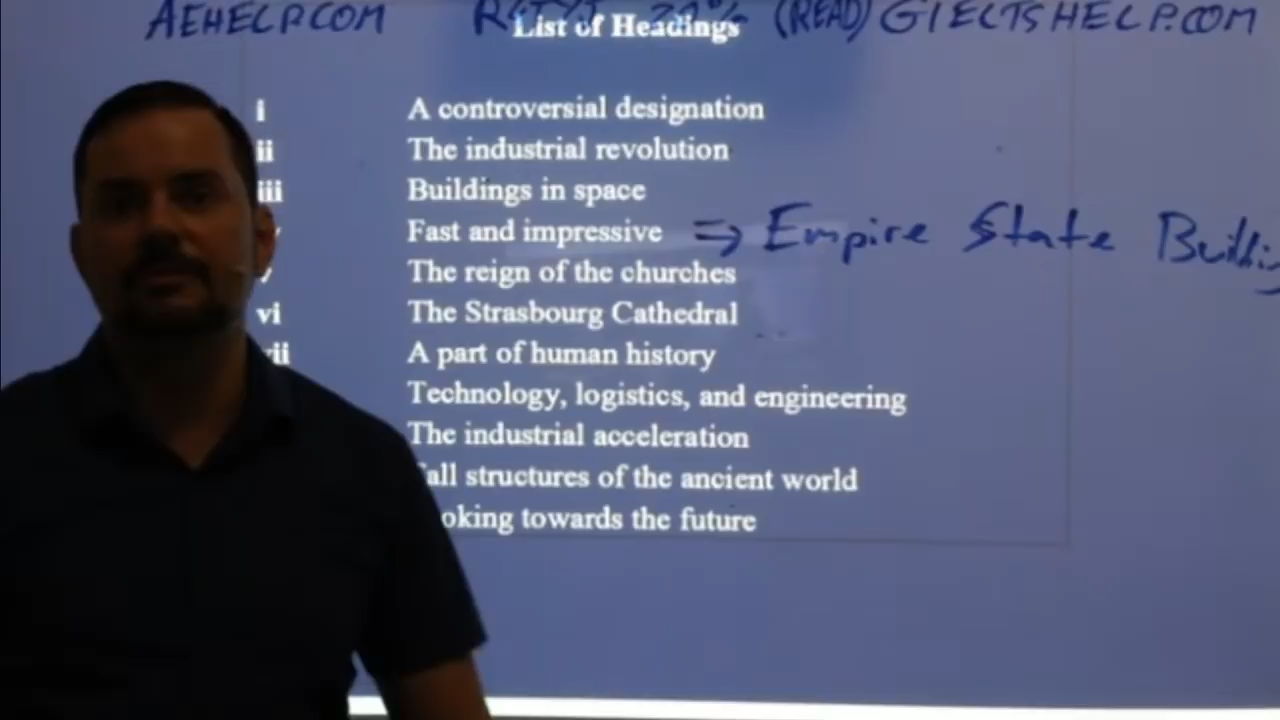 AEHELP.COM (READ) GIELTSHELP.COM
List of Headings
i A controversial designation
ii The industrial revolution
iii Buildings in space
Fast and impressive => Empire State
The reign of the churches
vi The Strasbourg Cathedral
A part of human history
Technology, logistics, and engineering
The industrial acceleration
structures of the ancient world
towards the future